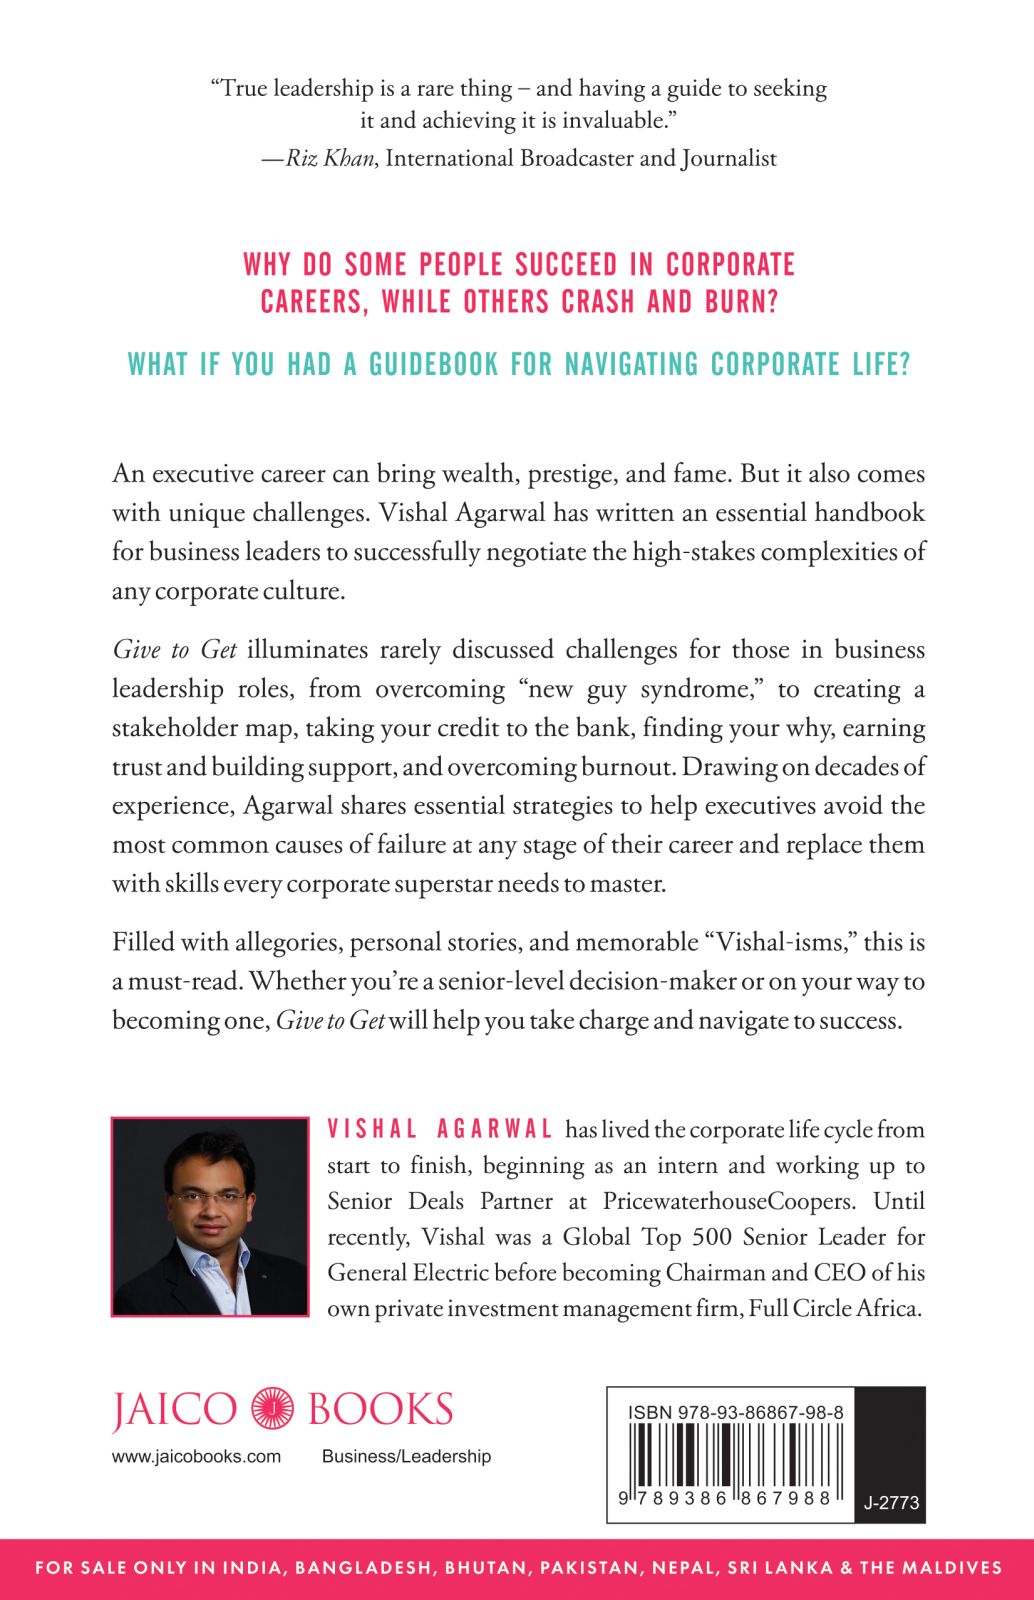 “True leadership is a rare thing – and having a guide to seeking
it and achieving it is invaluable.”
—Riz Khan, International Broadcaster and Journalist
WHY DO SOME PEOPLE SUCCEED IN CORPORATE
CAREERS, WHILE OTHERS CRASH AND BURN?
WHAT IF YOU HAD A GUIDEBOOK FOR NAVIGATING CORPORATE LIFE?
An executive career can bring wealth, prestige, and fame. But it also comes
with unique challenges. Vishal Agarwal has written an essential handbook
for business leaders to successfully negotiate the high-stakes complexities of
any corporate culture.
Give to Get illuminates rarely discussed challenges for those in business
leadership roles, from overcoming “new guy syndrome,” to creating a
stakeholder map, taking your credit to the bank, finding your why, earning
trust and building support, and overcoming burnout. Drawing on decades of
experience, Agarwal shares essential strategies to help executives avoid the
most common causes of failure at any stage of their career and replace them
with skills every corporate superstar needs to master.
Filled with allegories, personal stories, and memorable “Vishal-isms,” this is
a must-read. Whether you’re a senior-level decision-maker or on your way to
becoming one, Give to Get will help you take charge and navigate to success.
VISHAL AGARWAL has lived the corporate life cycle from
start to finish, beginning as an intern and working up to
Senior Deals Partner at PricewaterhouseCoopers. Until
recently, Vishal was a Global Top 500 Senior Leader for
General Electric before becoming Chairman and CEO of his
own private investment management firm, Full Circle Africa.
JAICO J BOOKS
www.jaicobooks.com Business/Leadership
ISBN 978-93-86867-98-8
9 789386 867988
J-2773
FOR SALE ONLY IN INDIA, BANGLADESH, BHUTAN, PAKISTAN, NEPAL, SRI LANKA & THE MALDIVES